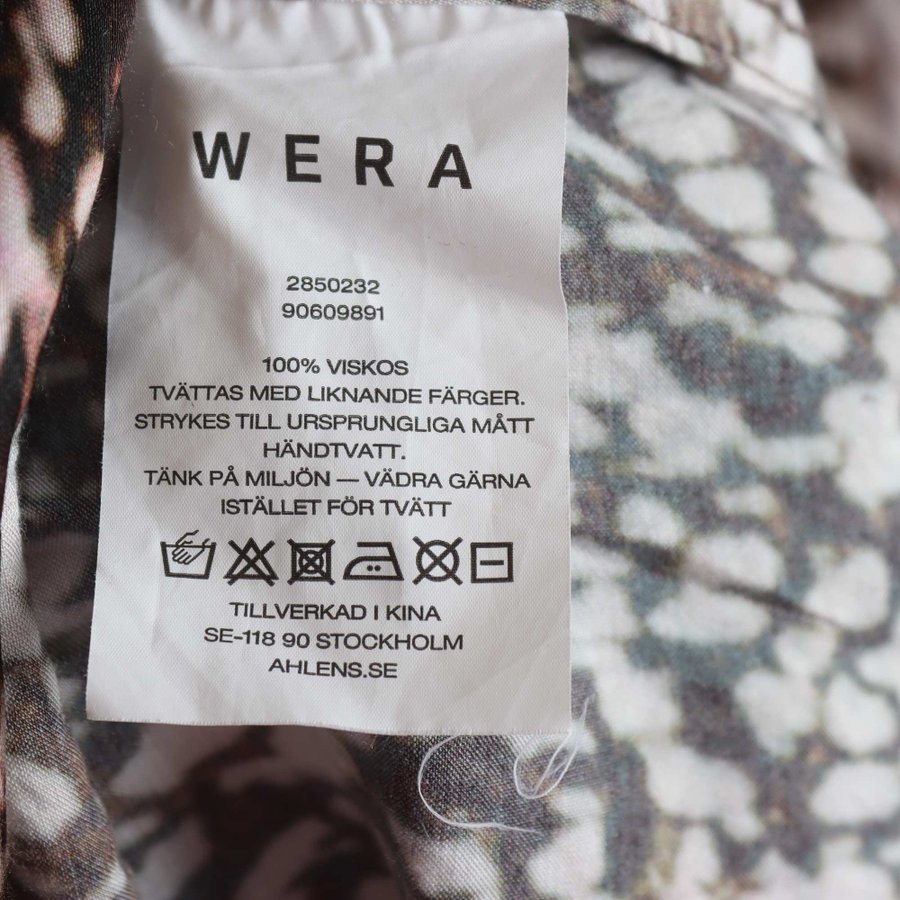 WERA
2850232
90609891
100% VISKOS
TVÄTTAS MED LIKNANDE FÄRGER.
STRYKES TILL URSPRUNGLIGA MÅTT
HÄNDTVATT.
TÄNK PÅ MILJÖN — VÄDRA GÄRNA
ISTÄLLET FÖR TVÄTT
TILLVERKAD I KINA
SE-118 90 STOCKHOLM
AHLENS.SE